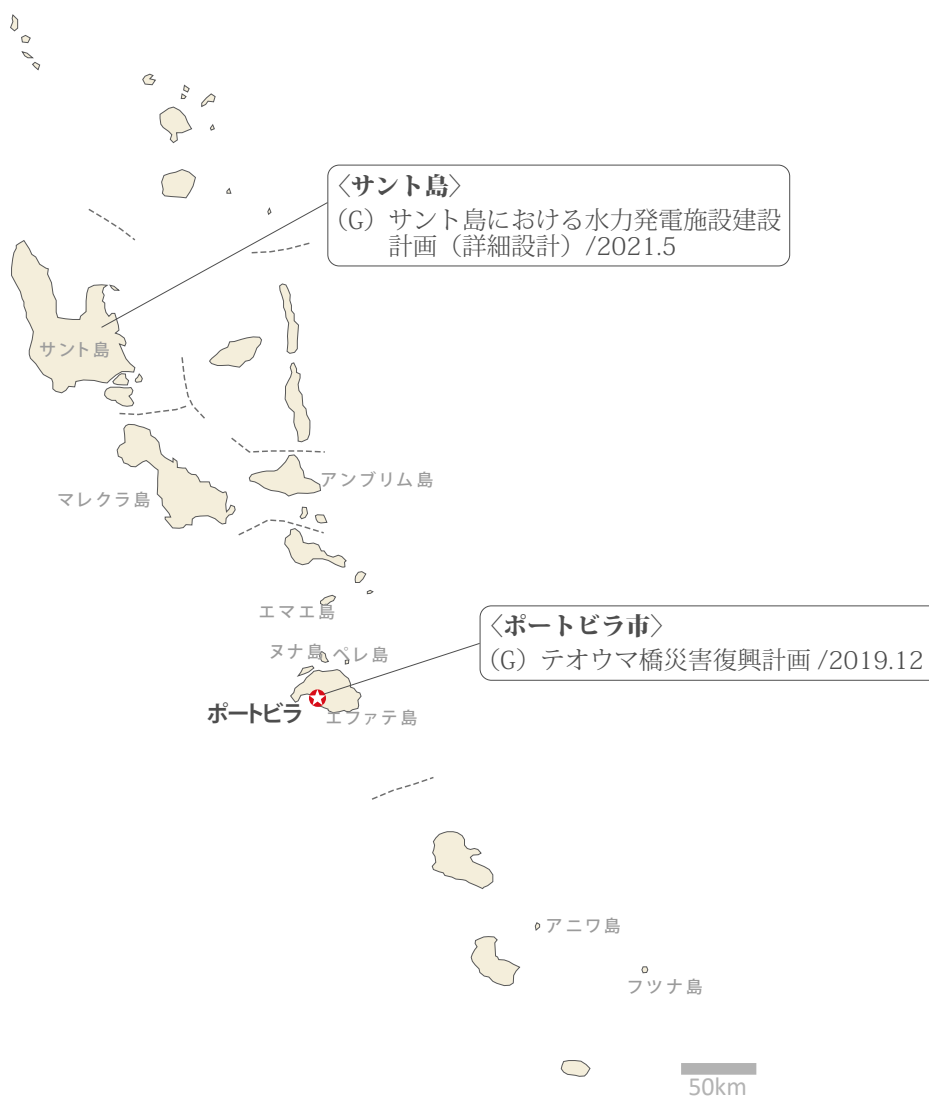 〈サント島〉
(G) サント島における水力発電施設建設
計画（詳細設計）/2021.5
サント島
アンブリム島
マレクラ島
エマエ島
〈ポートビラ市〉
(G) テオウマ橋災害復興計画 /2019.12
ヌナ島
ペレ島
ポートビラ
エファテ島
アニワ島
フツナ島
50km